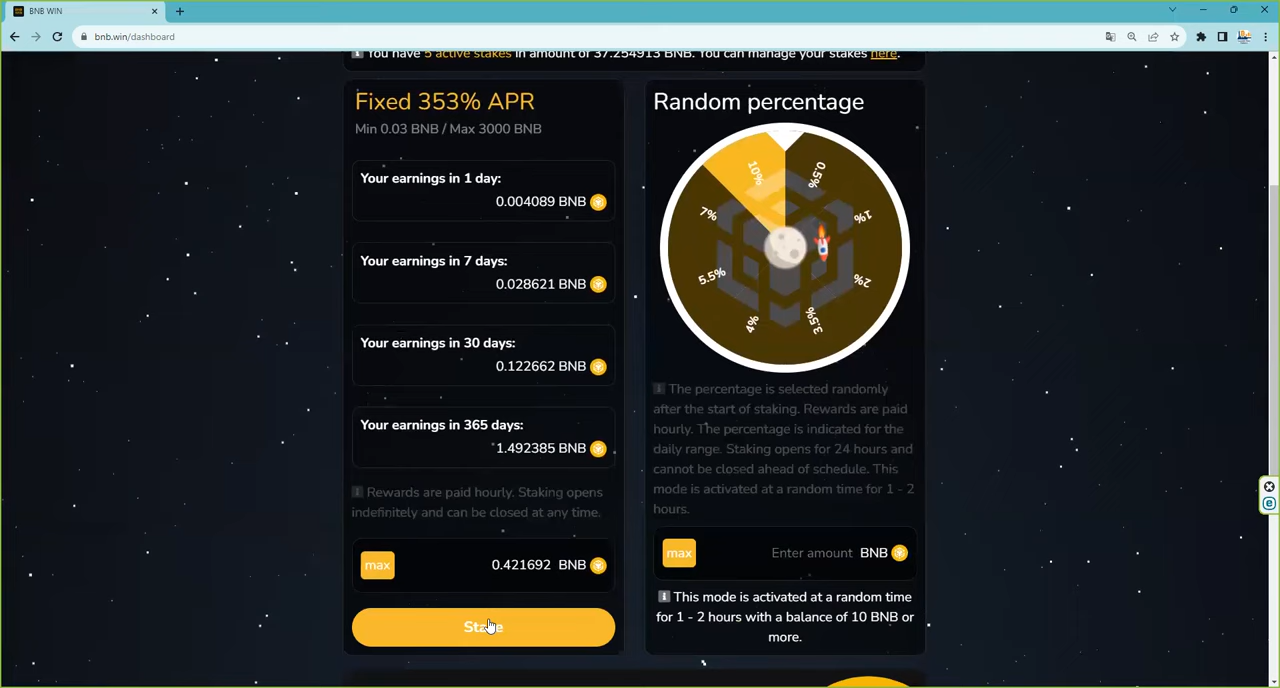 BNB WIN
bnb.win/dashboard
You have 5 active stakes in amount of 37.254913 BNB. You can manage your stakes here.
Fixed 353% APR
Min 0.03 BNB / Max 3000 BNB
Your earnings in 1 day:
0.004089 BNB
Your earnings in 7 days:
0.028621 BNB
Your earnings in 30 days:
0.122662 BNB
Your earnings in 365 days:
1.492385 BNB
Rewards are paid hourly. Staking opens
indefinitely and can be closed at any time.
max
0.421692 BNB
Stake
Random percentage
10%
0.5%
1%
2%
3.5%
4%
5.5%
7%
The percentage is selected randomly
after the start of staking. Rewards are paid
hourly. The percentage is indicated for the
daily range. Staking opens for 24 hours and
cannot be closed ahead of schedule. This
mode is activated at a random time for 1 - 2
hours.
max
Enter amount BNB
This mode is activated at a random time
for 1 - 2 hours with a balance of 10 BNB or
more.